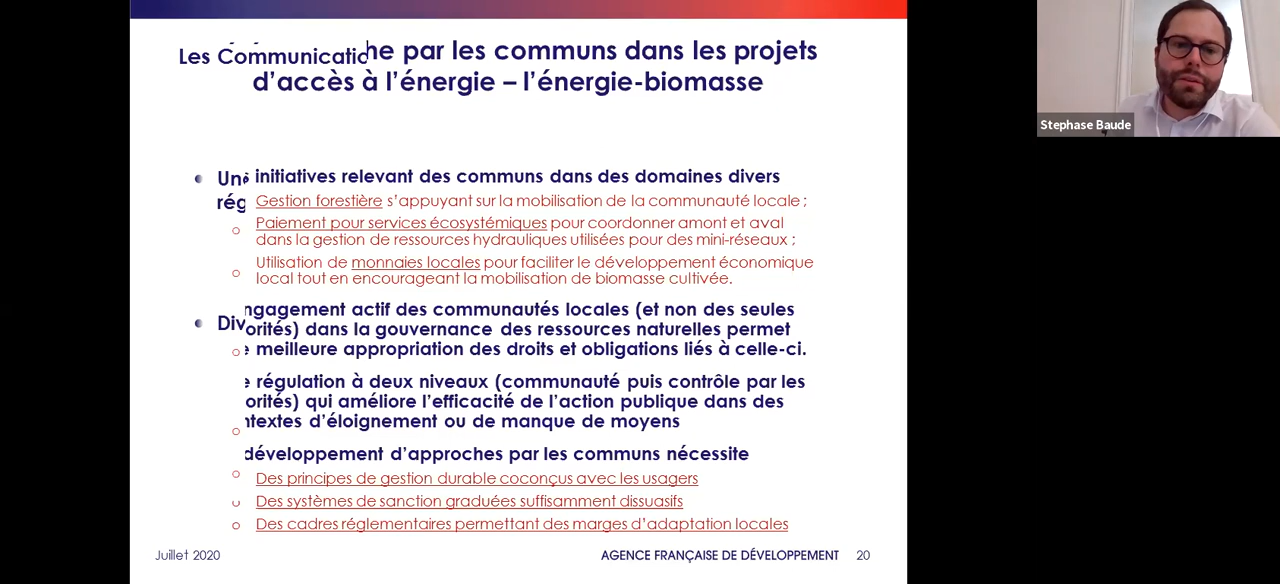 Les Communicatio he par les communs dans les projets
d’accès à l’énergie – l’énergie-biomasse
Stephase Baude
Une initiatives relevant des communs dans des domaines divers
rég
Gestion forestière s’appuyant sur la mobilisation de la communauté locale ;
Paiement pour services écosystémiques pour coordonner amont et aval
dans la gestion de ressources hydrauliques utilisées pour des mini-réseaux ;
Utilisation de monnaies locales pour faciliter le développement économique
local tout en encourageant la mobilisation de biomasse cultivée.
ngagement actif des communautés locales (et non des seules
Div
orités) dans la gouvernance des ressources naturelles permet
e meilleure appropriation des droits et obligations liés à celle-ci.
e régulation à deux niveaux (communauté puis contrôle par les
orités) qui améliore l’efficacité de l’action publique dans des
ntextes d’éloignement ou de manque de moyens
développement d’approches par les communs nécessite
Des principes de gestion durable coconçus avec les usagers
Des systèmes de sanction graduées suffisamment dissuasifs
Des cadres réglementaires permettant des marges d’adaptation locales
Juillet 2020
AGENCE FRANÇAISE DE DÉVELOPPEMENT 20